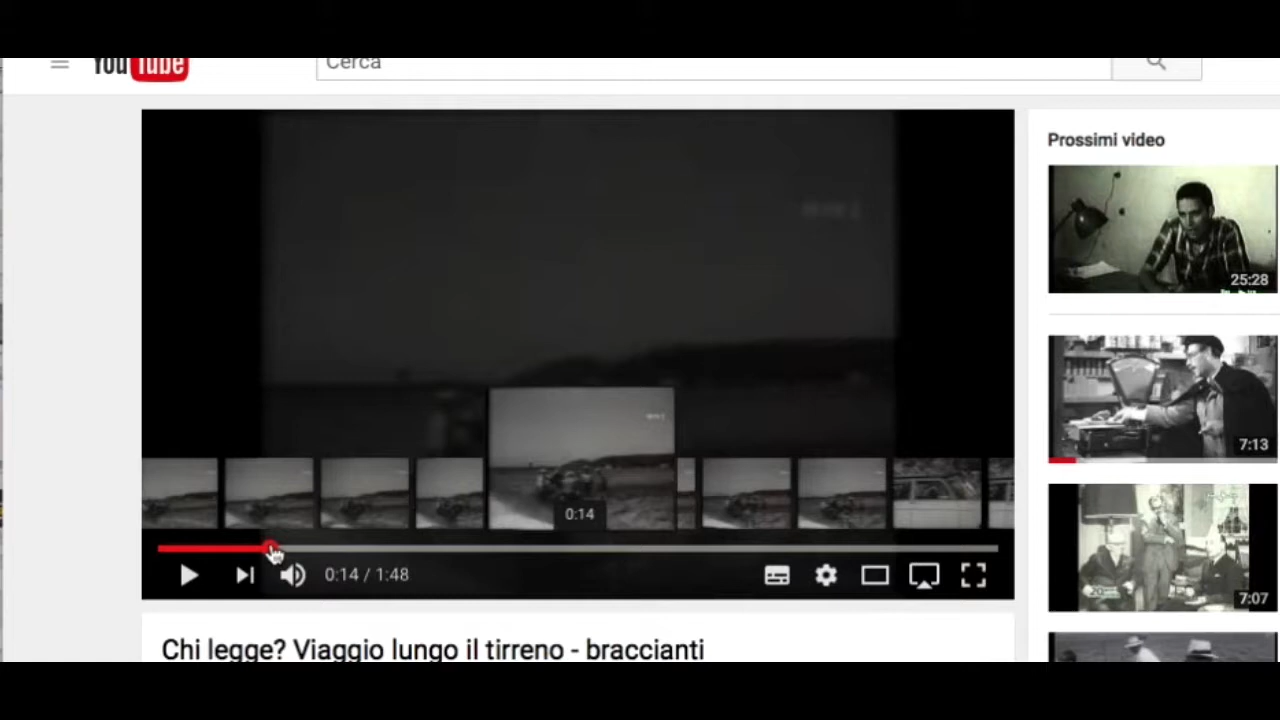 YouTube
Cerca
Prossimi video
25:28
7:13
7:07
0:14
0:14 / 1:48
Chi legge? Viaggio lungo il tirreno - braccianti